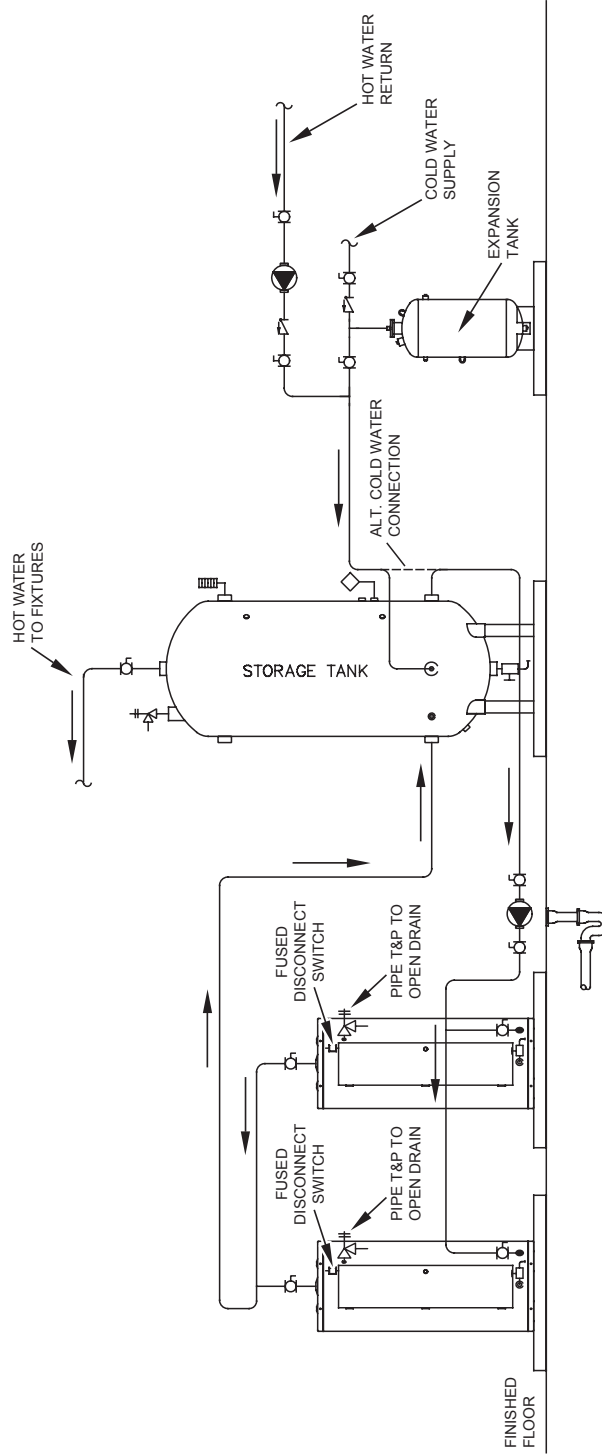 HOT WATER
TO FIXTURES
HOT WATER
RETURN
COLD WATER
SUPPLY
STORAGE TANK
ALT. COLD WATER
CONNECTION
EXPANSION
TANK
FUSED
DISCONNECT
SWITCH
PIPE T&P TO
OPEN DRAIN
FUSED
DISCONNECT
SWITCH
PIPE T&P TO
OPEN DRAIN
FINISHED
FLOOR